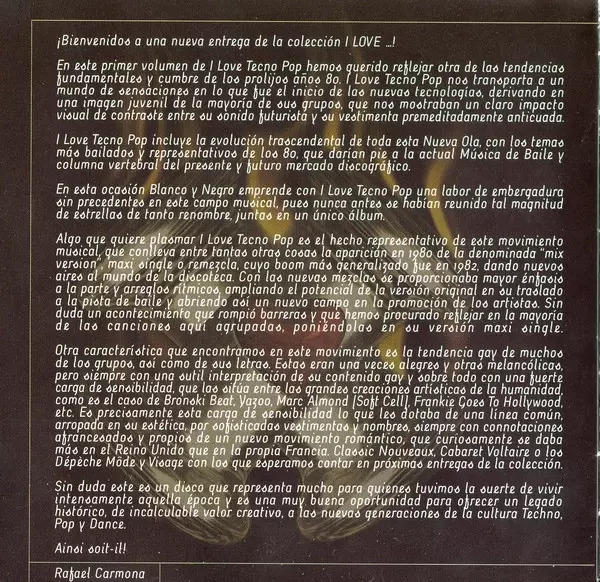 ¡Bienvenidos a una nueva entrega de la colección I LOVE ...!
En este primer volumen de I Love Tecno Pop hemos querido reflejar otra de las tendencias
fundamentales y cumbre de los prolijos años 80. I Love Tecno Pop nos transporta a un
mundo de sensaciones en lo que fue el inicio de las nuevas tecnologías, derivando en
una imagen juvenil de la mayoría de sus grupos, que nos mostraban un claro impacto
visual de contraste entre su sonido futurista y su vestimenta premeditadamente anticuada.
I Love Tecno Pop incluye la evolución trascendental de toda esta Nueva Ola, con los temas
más bailados y representativos de los 80, que darían pie a la actual Música de Baile y
columna vertebral del presente y futuro mercado discográfico.
En esta ocasión Blanco y Negro emprende con I Love Tecno Pop una labor de embergadura
sin precedentes en este campo musical, pues nunca antes se habían reunido tal magnitud
de estrellas de tanto renombre, juntas en un único álbum.
Algo que quiere plasmar I Love Tecno Pop es el hecho representativo de este movimiento
musical, que conlleva entre tantas otras cosas la aparición en 1980 de la denominada "mix
versión", maxi single o remezcla, cuyo boom más generalizado fue en 1982, dando nuevos
aires al mundo de la discoteca. Con las nuevas mezclas se proporcionaba mayor énfasis
a la parte y arreglos rítmicos, ampliando el potencial de la versión original en su traslado
a la pista de baile y abriendo así un nuevo campo en la promoción de los artistas. Sin
duda un acontecimiento que rompió barreras y que hemos procurado reflejar en la mayoría
de las canciones aquí agrupadas, poniéndolas en su versión maxi single.
Otra característica que encontramos en este movimiento es la tendencia gay de muchos
de los grupos, así como de sus letras. Estas eran una veces alegres y otras melancólicas,
pero siempre con una sutil interpretación de su contenido gay y sobre todo con una fuerte
carga de sensibilidad, que las sitúa entre las grandes creaciones artísticas de la humanidad,
como es el caso de Bronski Beat, Yazoo, Marc Almond (Soft Cell), Frankie Goes To Hollywood,
etc. Es precisamente esta carga de sensibilidad lo que les dotaba de una línea común,
arropada en su estética, por sofisticadas vestimentas y nombres, siempre con connotaciones
afrancesados y propios de un nuevo movimiento romántico, que curiosamente se daba
más en el Reino Unido que en la propia Francia. Classic Nouveaux, Cabaret Voltaire o los
Dépèche Mode y Visage con los que esperamos contar en próximas entregas de la colección.
Sin duda este es un disco que representa mucho para quienes tuvimos la suerte de vivir
intensamente aquella época y es una muy buena oportunidad para ofrecer un legado
histórico, de incalculable valor creativo, a las nuevas generaciones de la cultura Techno,
Pop y Dance.
Ainsi soit-il!
Rafael Carmona